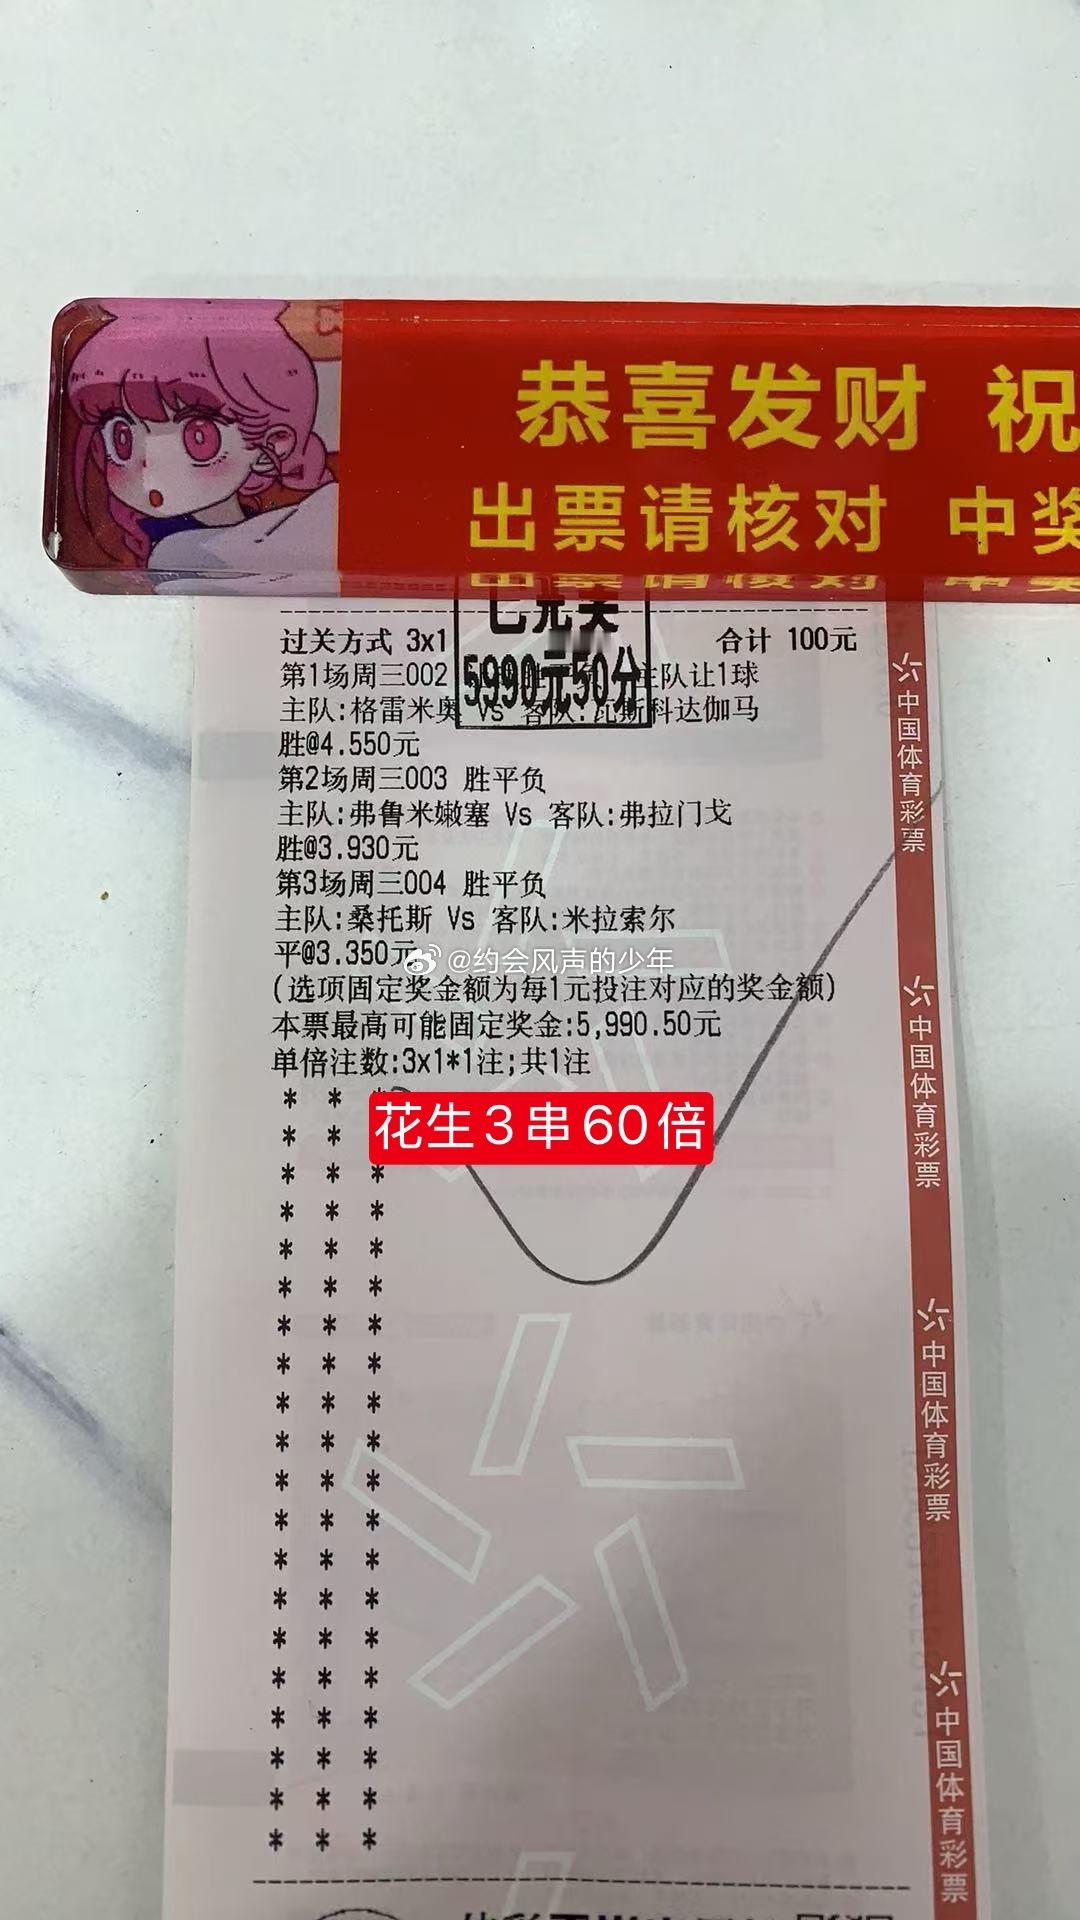 恭喜发财 祝
出票请核对 中奖
已兑奖
5990元50分
过关方式 3x1 合计 100元
第1场周三002 主队让1球
主队:格雷米奥 Vs 客队:瓦斯科达伽马
胜@4.550元
第2场周三003 胜平负
主队:弗鲁米嫩塞 Vs 客队:弗拉门戈
胜@3.930元
第3场周三004 胜平负
主队:桑托斯 Vs 客队:米拉索尔
平@3.350元
@约会风声的少年
(选项固定奖金额为每1元投注对应的奖金额)
本票最高可能固定奖金:5,990.50元
单倍注数:3x1*1注;共1注
花生3串60倍
中国体育彩票
中国体育彩票
中国体育彩票
中国体育彩票